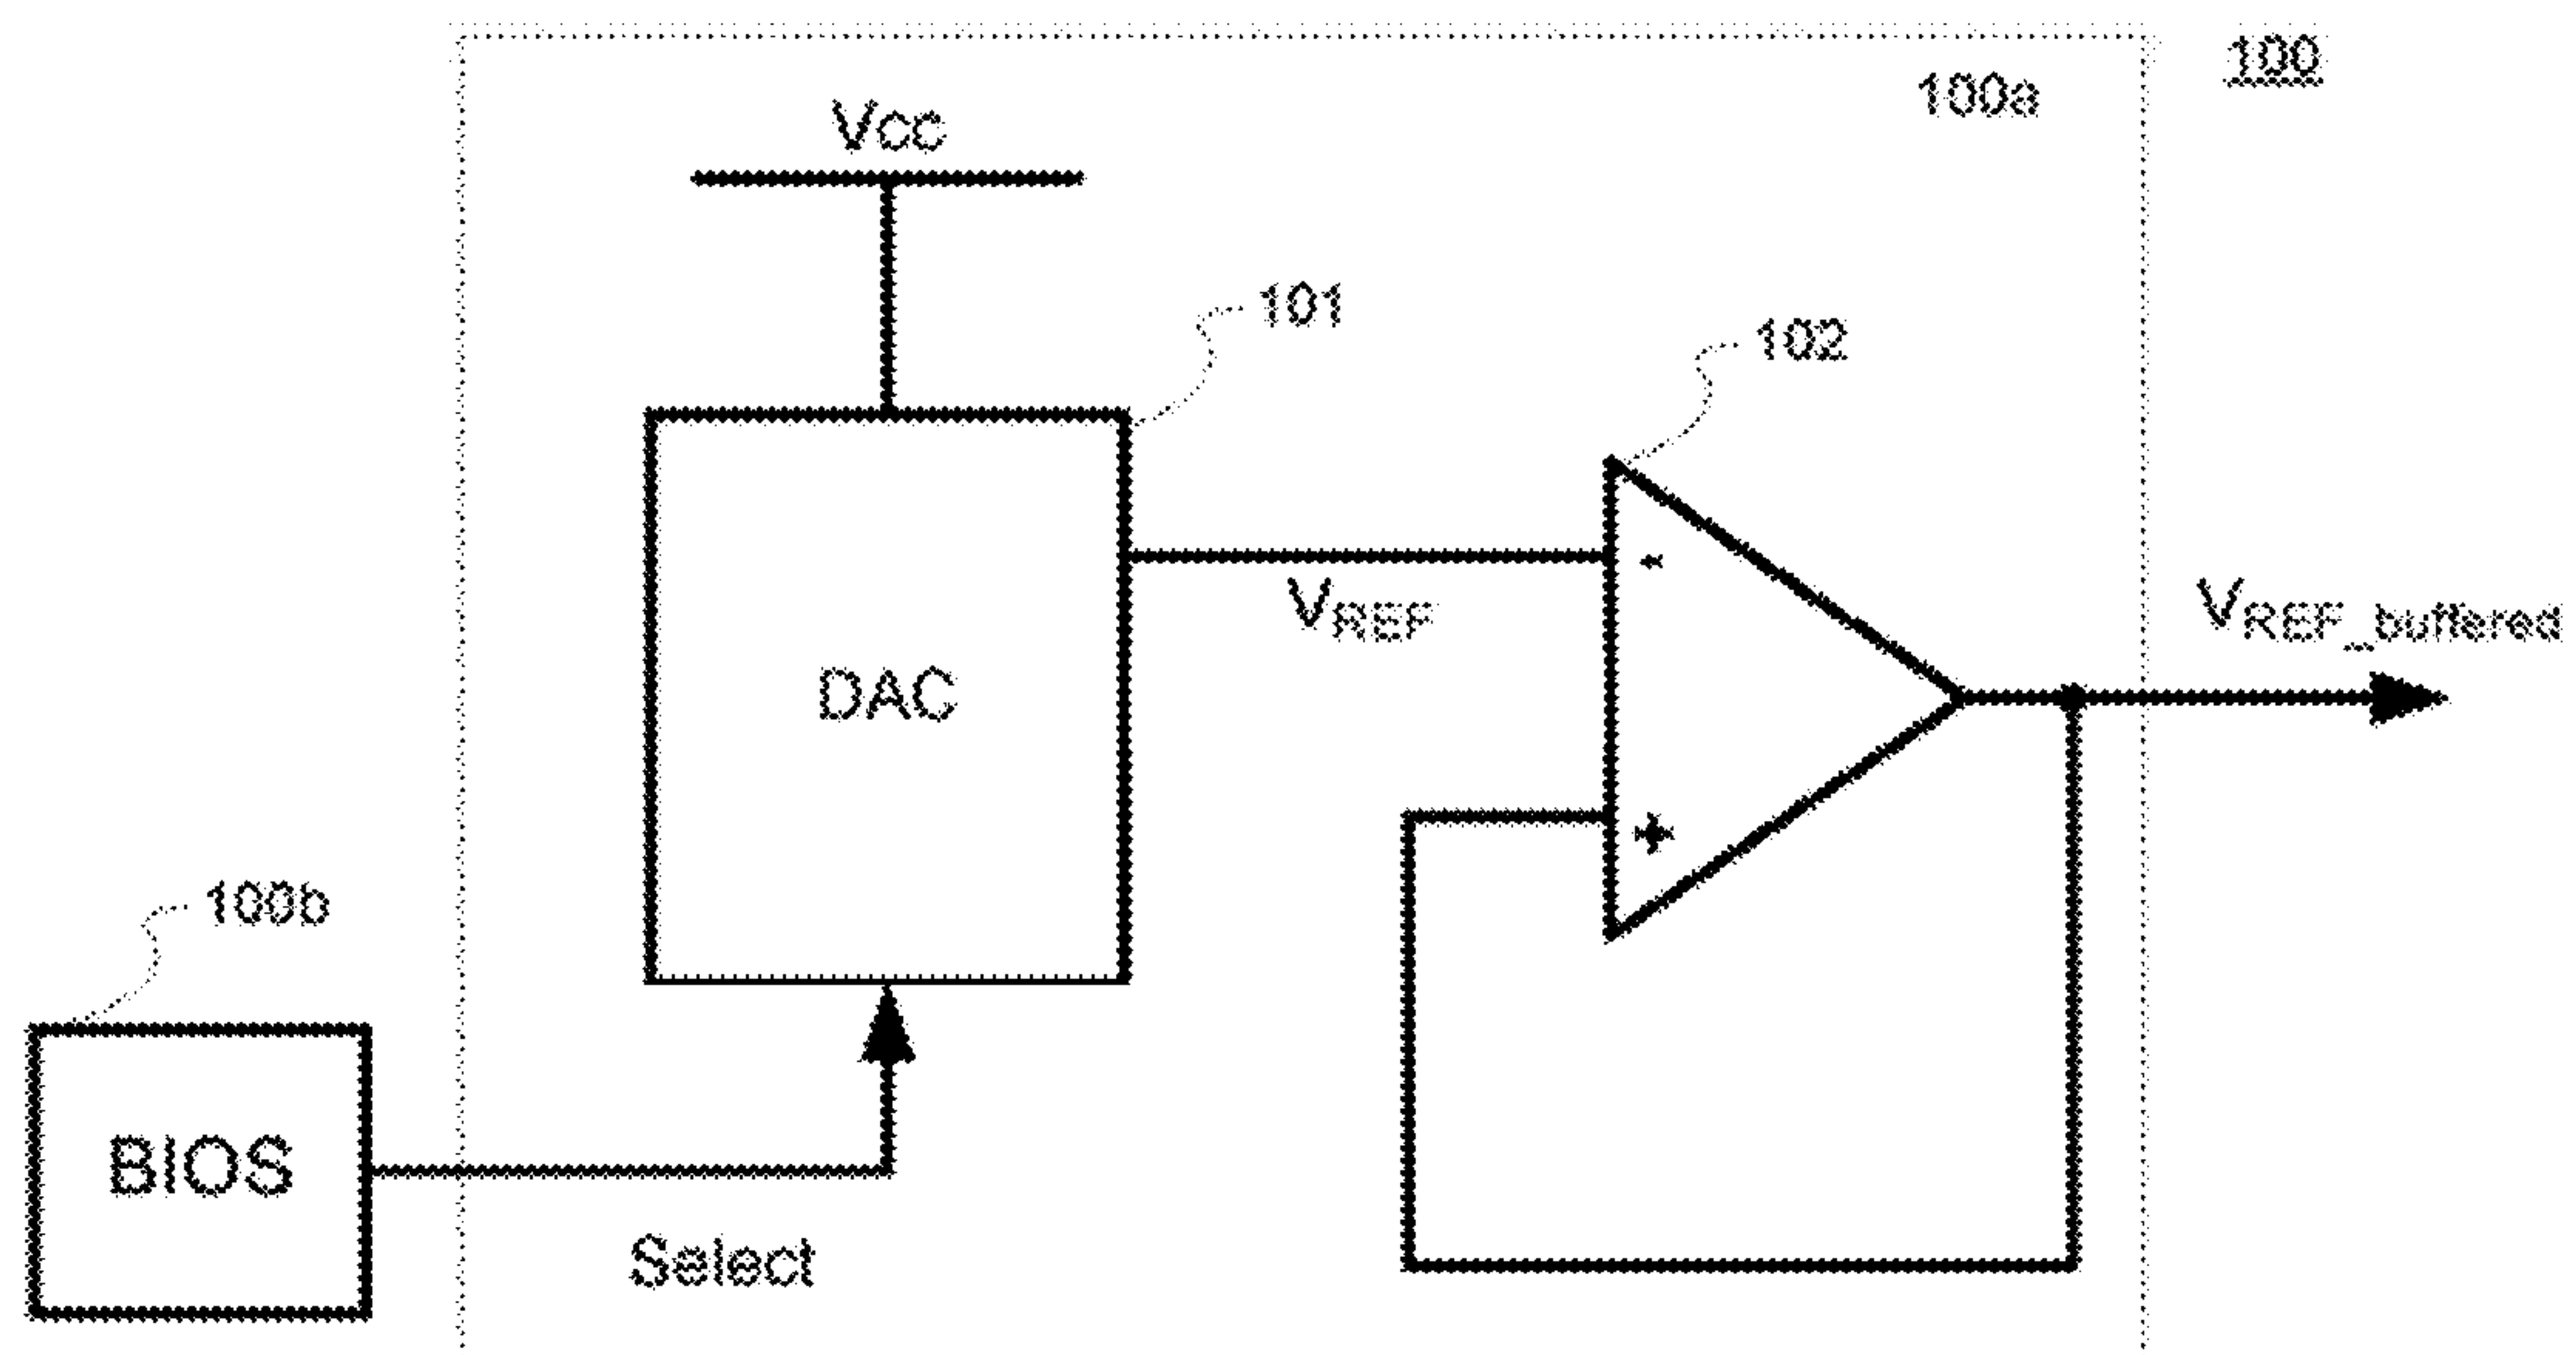 100
100a
Vcc
101
102
VREF
VREF_buffered
DAC
-
+
100b
BIOS
Select